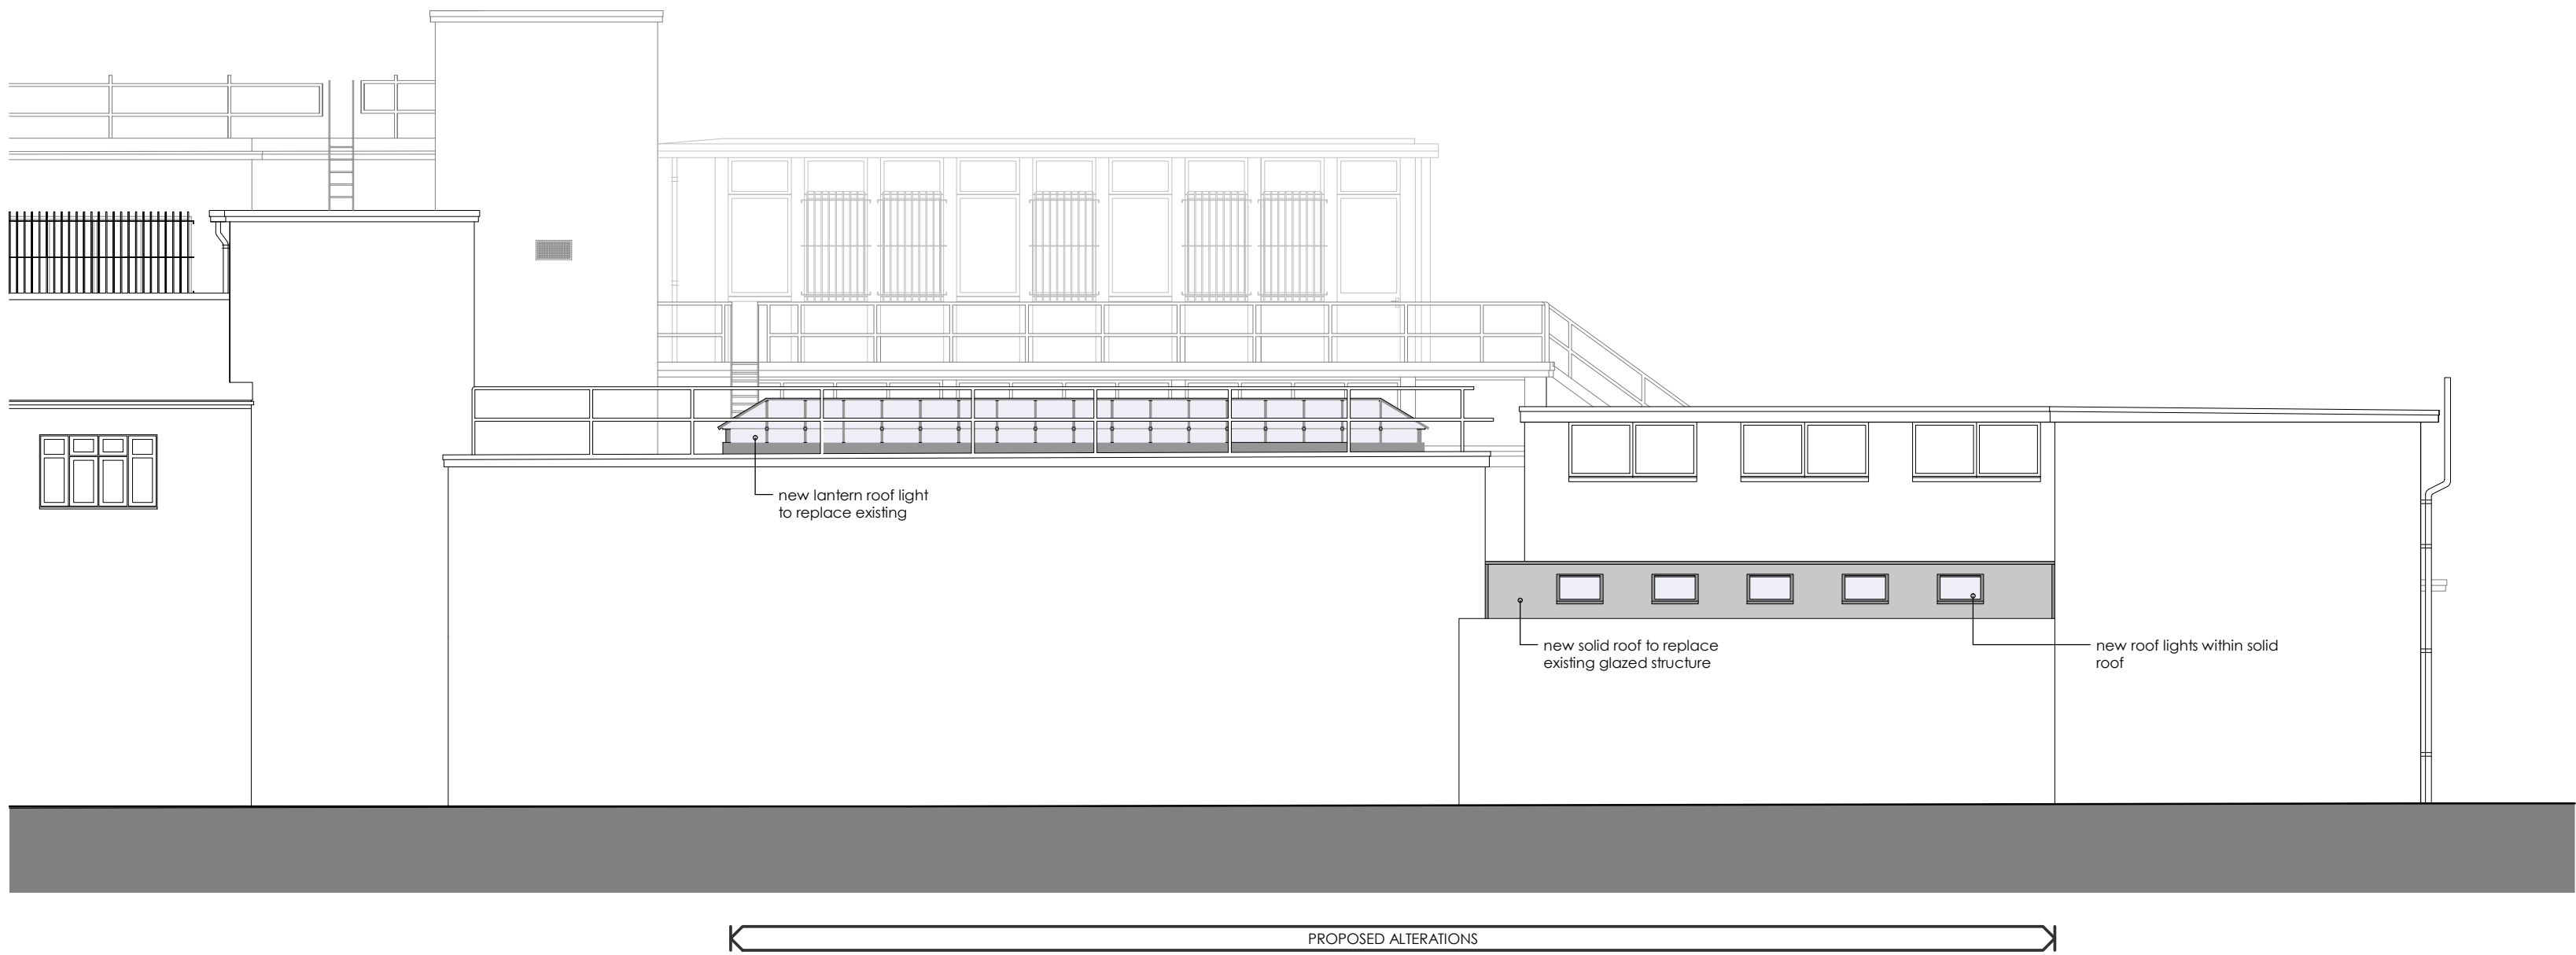 new lantern roof light
to replace existing
new solid roof to replace
existing glazed structure
new roof lights within solid
roof
PROPOSED ALTERATIONS